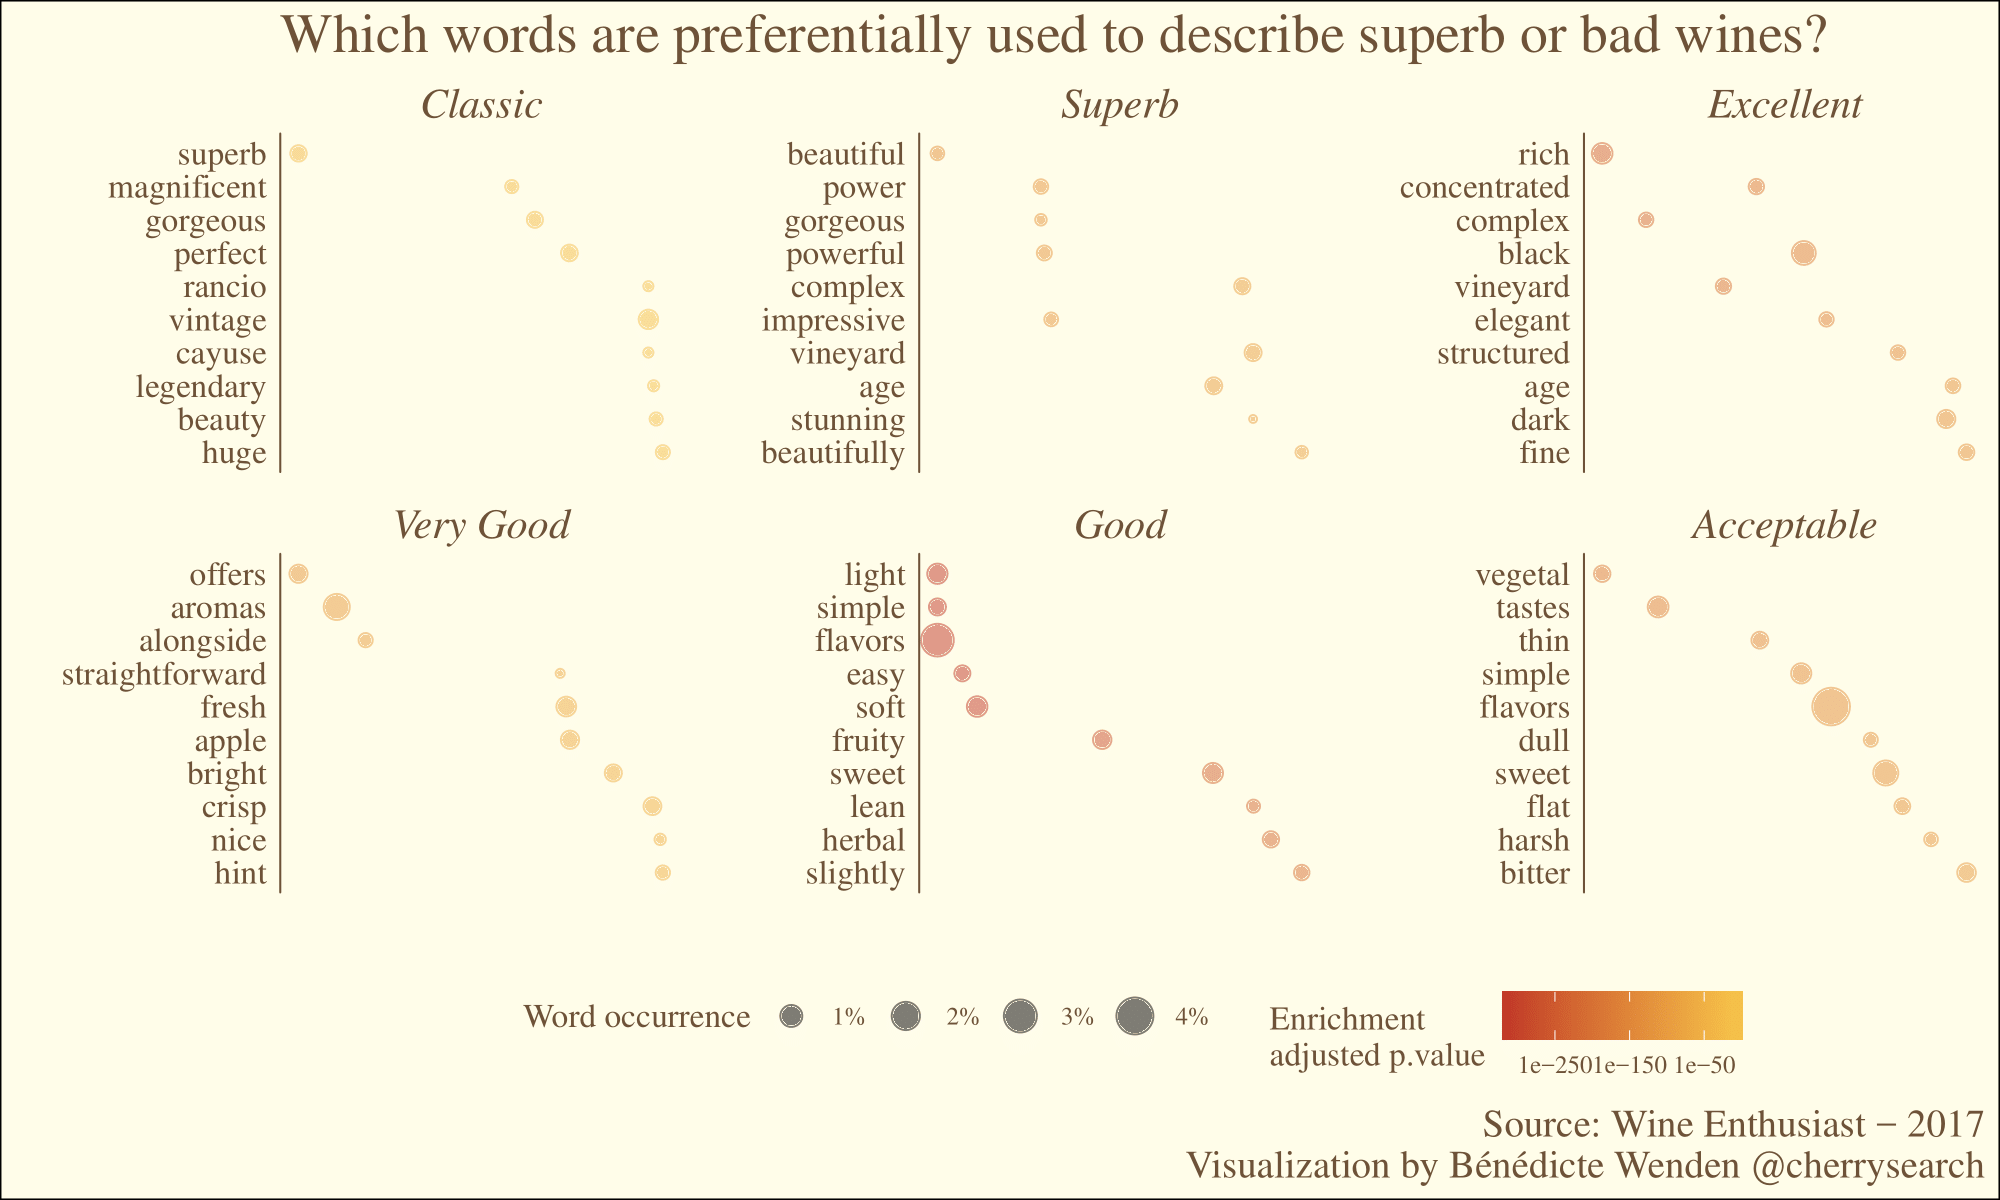 Which words are preferentially used to describe superb or bad wines?
Classic
superb
magnificent
gorgeous
perfect
rancio
vintage
cayuse
legendary
beauty
huge
Superb
beautiful
power
gorgeous
powerful
complex
impressive
vineyard
age
stunning
beautifully
Excellent
rich
concentrated
complex
black
vineyard
elegant
structured
age
dark
fine
Very Good
offers
aromas
alongside
straightforward
fresh
apple
bright
crisp
nice
hint
Good
light
simple
flavors
easy
soft
fruity
sweet
lean
herbal
slightly
Acceptable
vegetal
tastes
thin
simple
flavors
dull
sweet
flat
harsh
bitter
Word occurrence 1% 2% 3% 4%
Enrichment
adjusted p.value
1e−250 1e−150 1e−50
Source: Wine Enthusiast − 2017
Visualization by Bénédicte Wenden @cherrysearch